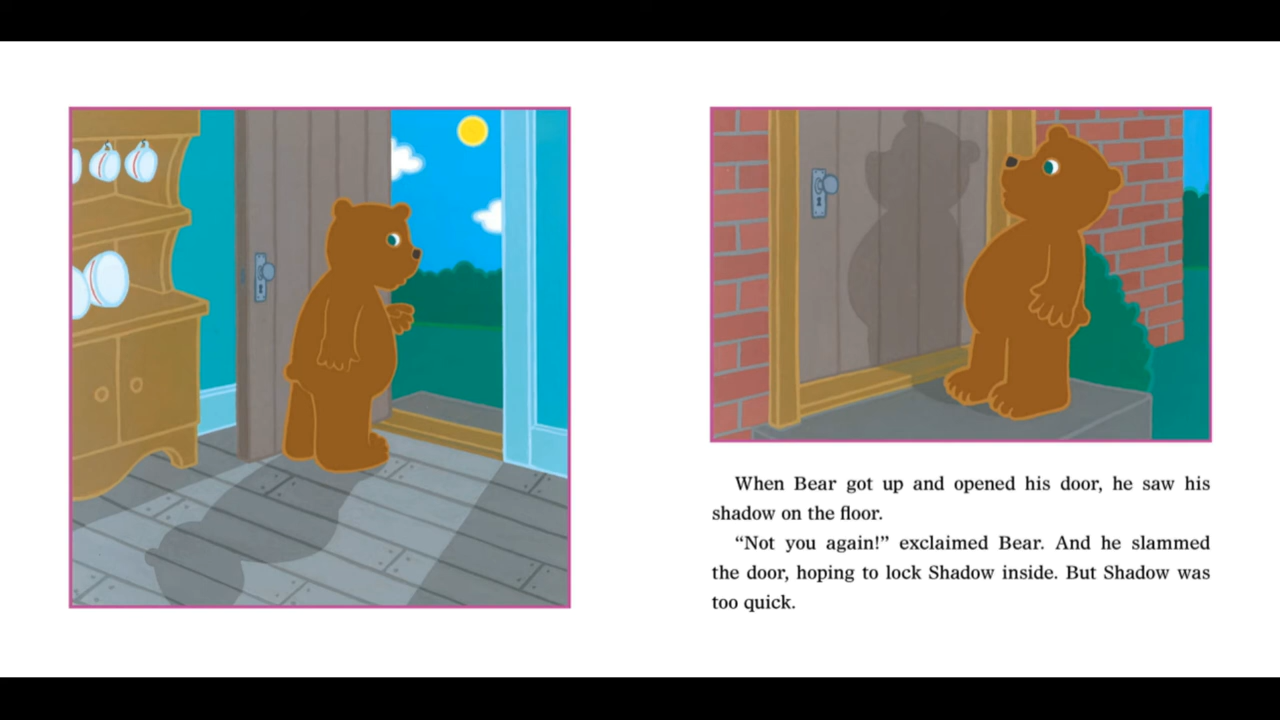 When Bear got up and opened his door, he saw his
shadow on the floor.
“Not you again!” exclaimed Bear. And he slammed
the door, hoping to lock Shadow inside. But Shadow was
too quick.